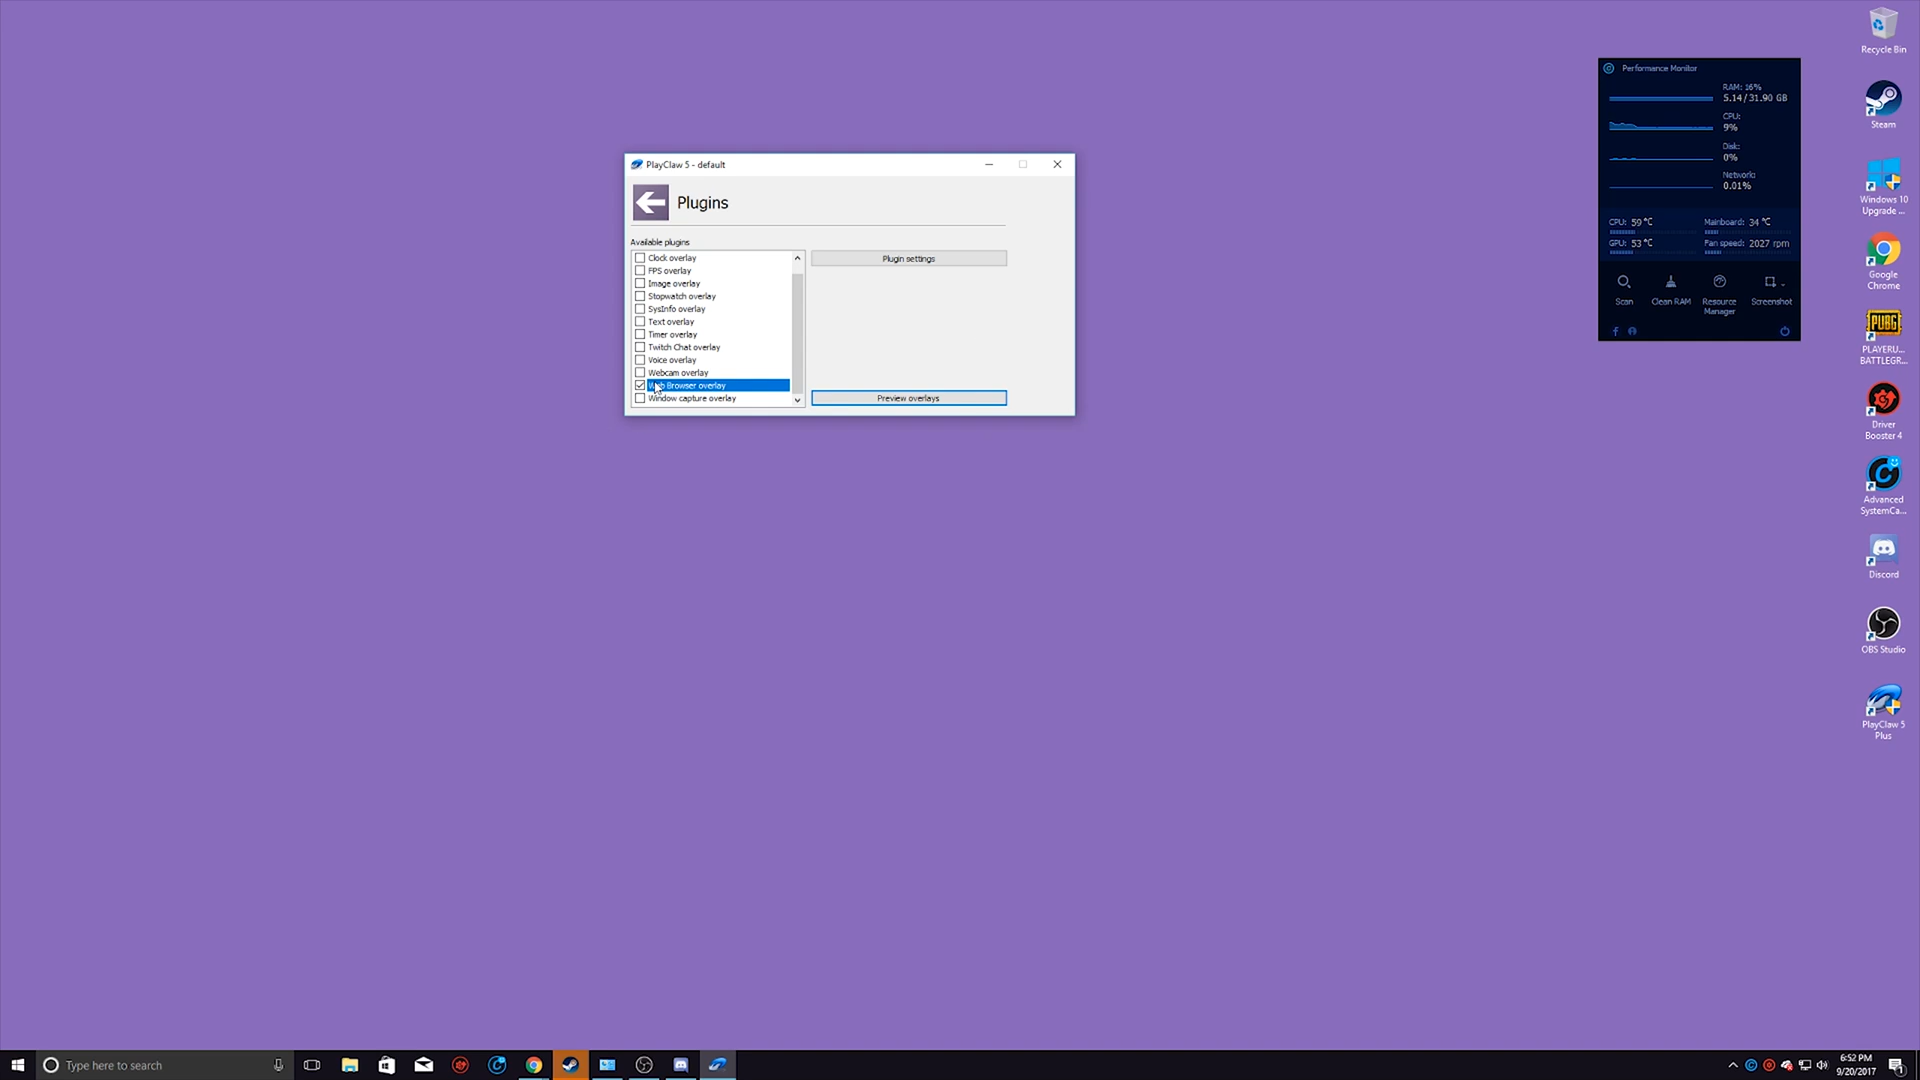 PlayClaw 5 - default
Plugins
Available plugins
Clock overlay
FPS overlay
Image overlay
Stopwatch overlay
SysInfo overlay
Text overlay
Timer overlay
Twitch Chat overlay
Voice overlay
Webcam overlay
Web Browser overlay
Window capture overlay
Plugin settings
Preview overlays
Performance Monitor
RAM: 16%
5.14/31.90 GB
CPU:
9%
Disk:
0%
Network:
0.01%
CPU: 59 °C
Mainboard: 34 °C
GPU: 53 °C
Fan speed: 2027 rpm
Scan
Clean RAM
Resource
Manager
Screenshot
Recycle Bin
Steam
Windows 10
Upgrade ...
Google
Chrome
PUBG
PLAYERU...
BATTLEGR...
Driver
Booster 4
Advanced
SystemCa...
Discord
OBS Studio
PlayClaw 5
Plus
Type here to search
6:52 PM
9/20/2017